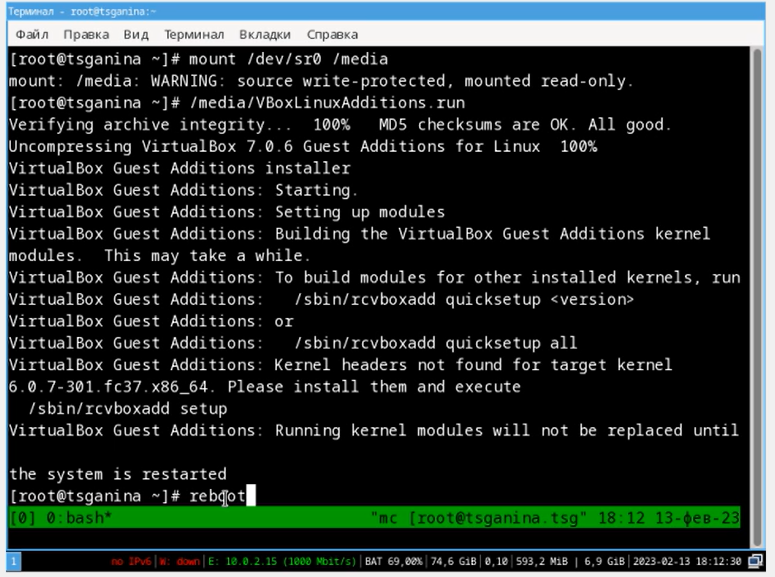 Терминал - root@tsganina:~
Файл Правка Вид Терминал Вкладки Справка
[root@tsganina ~]# mount /dev/sr0 /media
mount: /media: WARNING: source write-protected, mounted read-only.
[root@tsganina ~]# /media/VBoxLinuxAdditions.run
Verifying archive integrity...  100%   MD5 checksums are OK. All good.
Uncompressing VirtualBox 7.0.6 Guest Additions for Linux  100%
VirtualBox Guest Additions installer
VirtualBox Guest Additions: Starting.
VirtualBox Guest Additions: Setting up modules
VirtualBox Guest Additions: Building the VirtualBox Guest Additions kernel
modules.  This may take a while.
VirtualBox Guest Additions: To build modules for other installed kernels, run
VirtualBox Guest Additions:   /sbin/rcvboxadd quicksetup <version>
VirtualBox Guest Additions: or
VirtualBox Guest Additions:   /sbin/rcvboxadd quicksetup all
VirtualBox Guest Additions: Kernel headers not found for target kernel
6.0.7-301.fc37.x86_64. Please install them and execute
  /sbin/rcvboxadd setup
VirtualBox Guest Additions: Running kernel modules will not be replaced until
the system is restarted
[root@tsganina ~]# reboot
[0] 0:bash* "mc [root@tsganina.tsg" 18:12 13-фев-23
1 no IPv6|W: down|E: 10.0.2.15 (1000 Mbit/s)|BAT 69,00%|74,6 GiB|0,10|593,2 MiB | 6,9 GiB|2023-02-13 18:12:30